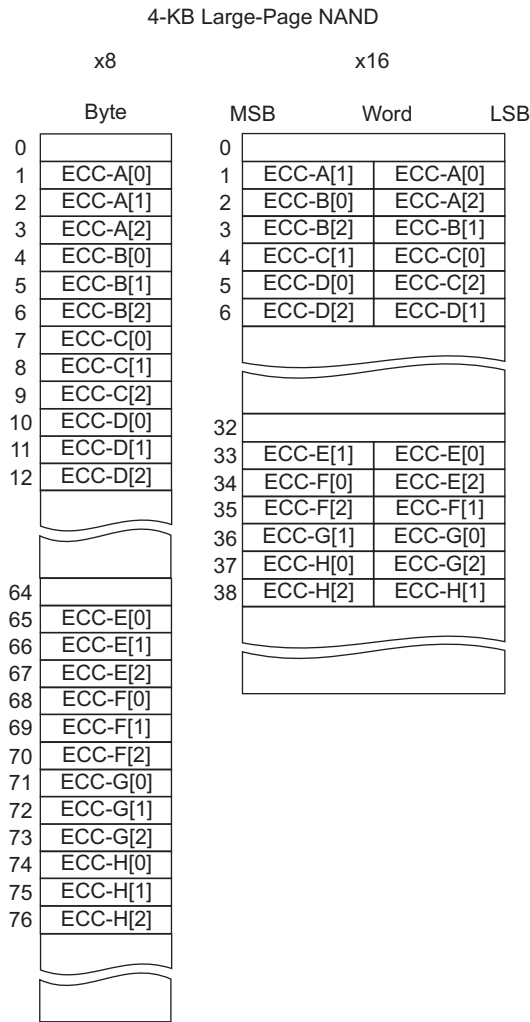 4-KB Large-Page NAND
x8
Byte
0
1 ECC-A[0]
2 ECC-A[1]
3 ECC-A[2]
4 ECC-B[0]
5 ECC-B[1]
6 ECC-B[2]
7 ECC-C[0]
8 ECC-C[1]
9 ECC-C[2]
10 ECC-D[0]
11 ECC-D[1]
12 ECC-D[2]
64
65 ECC-E[0]
66 ECC-E[1]
67 ECC-E[2]
68 ECC-F[0]
69 ECC-F[1]
70 ECC-F[2]
71 ECC-G[0]
72 ECC-G[1]
73 ECC-G[2]
74 ECC-H[0]
75 ECC-H[1]
76 ECC-H[2]
x16
MSB Word LSB
0
1 ECC-A[1] ECC-A[0]
2 ECC-B[0] ECC-A[2]
3 ECC-B[2] ECC-B[1]
4 ECC-C[1] ECC-C[0]
5 ECC-D[0] ECC-C[2]
6 ECC-D[2] ECC-D[1]
32
33 ECC-E[1] ECC-E[0]
34 ECC-F[0] ECC-E[2]
35 ECC-F[2] ECC-F[1]
36 ECC-G[1] ECC-G[0]
37 ECC-H[0] ECC-G[2]
38 ECC-H[2] ECC-H[1]